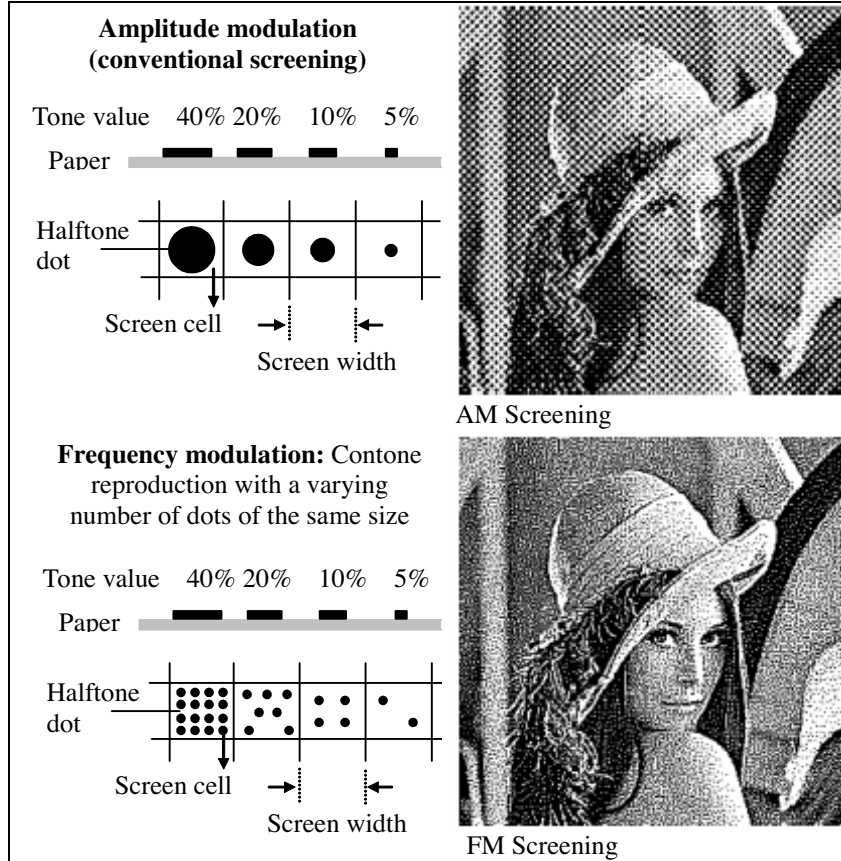 Amplitude modulation
(conventional screening)
Tone value 40% 20% 10% 5%
Paper
Halftone
dot
Screen cell
Screen width
AM Screening
Frequency modulation: Contone
reproduction with a varying
number of dots of the same size
Tone value 40% 20% 10% 5%
Paper
Halftone
dot
Screen cell
Screen width
FM Screening